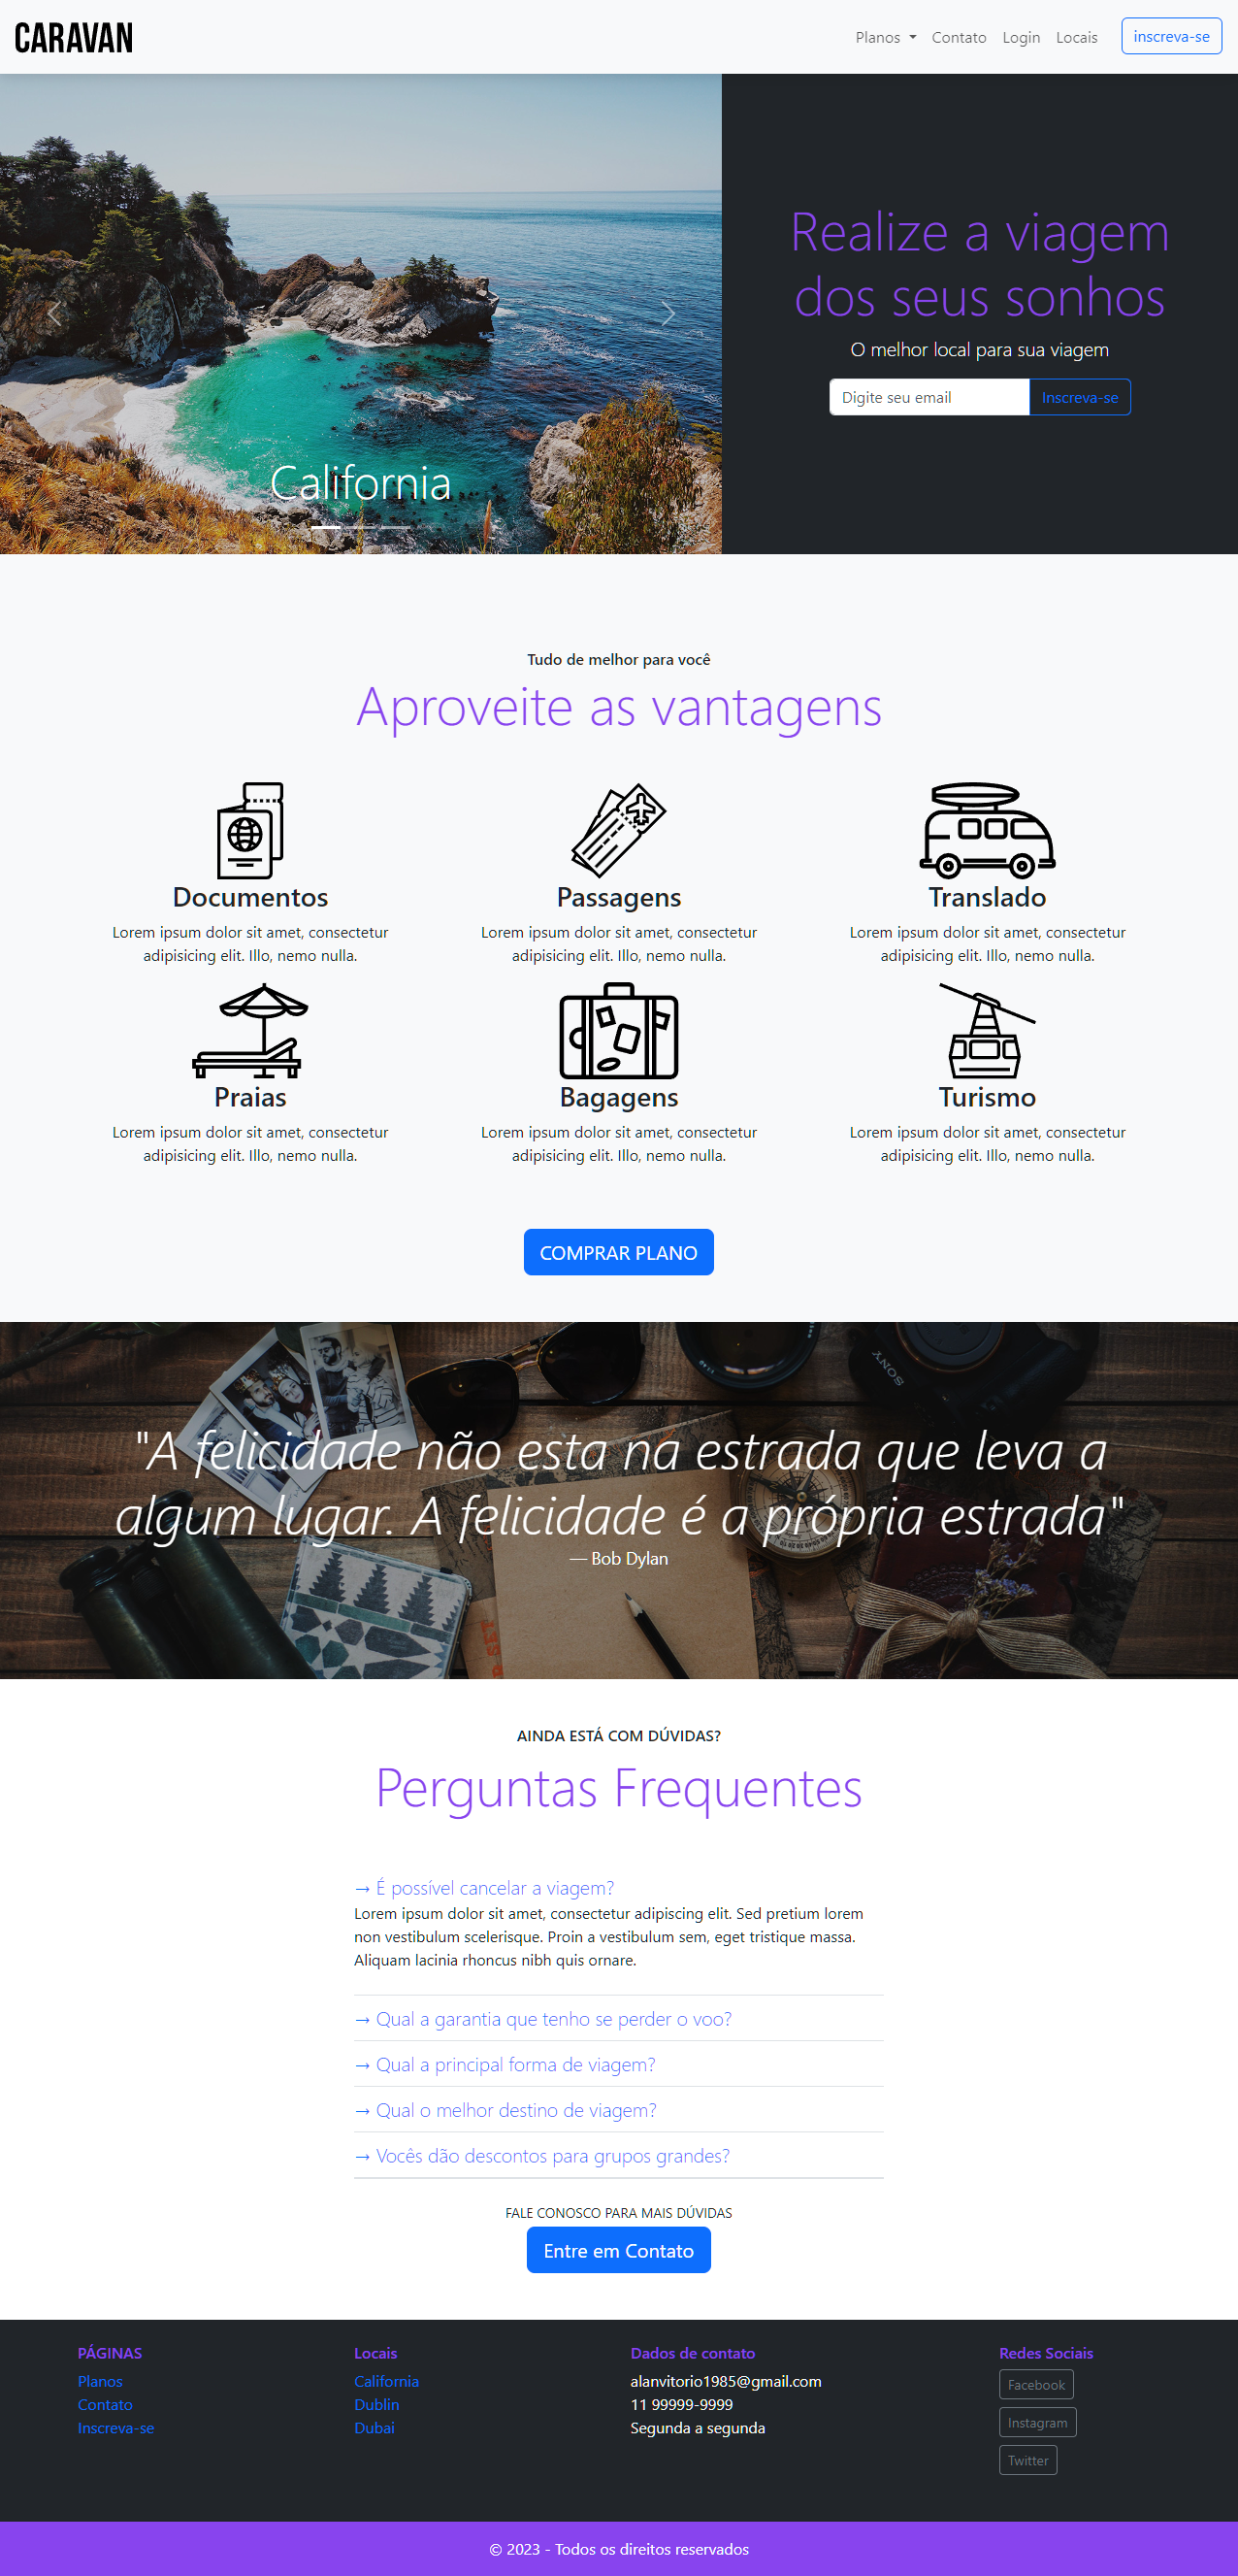 CARAVAN
Planos
Contato
Login
Locais
inscreva-se
Realize a viagem
dos seus sonhos
O melhor local para sua viagem
Digite seu email
Inscreva-se
California
Tudo de melhor para você
Aproveite as vantagens
Documentos
Lorem ipsum dolor sit amet, consectetur
adipisicing elit. Illo, nemo nulla.
Passagens
Lorem ipsum dolor sit amet, consectetur
adipisicing elit. Illo, nemo nulla.
Translado
Lorem ipsum dolor sit amet, consectetur
adipisicing elit. Illo, nemo nulla.
Praias
Lorem ipsum dolor sit amet, consectetur
adipisicing elit. Illo, nemo nulla.
Bagagens
Lorem ipsum dolor sit amet, consectetur
adipisicing elit. Illo, nemo nulla.
Turismo
Lorem ipsum dolor sit amet, consectetur
adipisicing elit. Illo, nemo nulla.
COMPRAR PLANO
SONY
"A felicidade não esta na estrada que leva a
algum lugar. A felicidade é a própria estrada"
— Bob Dylan
AINDA ESTÁ COM DÚVIDAS?
Perguntas Frequentes
→ É possível cancelar a viagem?
Lorem ipsum dolor sit amet, consectetur adipiscing elit. Sed pretium lorem
non vestibulum scelerisque. Proin a vestibulum sem, eget tristique massa.
Aliquam lacinia rhoncus nibh quis ornare.
→ Qual a garantia que tenho se perder o voo?
→ Qual a principal forma de viagem?
→ Qual o melhor destino de viagem?
→ Vocês dão descontos para grupos grandes?
FALE CONOSCO PARA MAIS DÚVIDAS
Entre em Contato
PÁGINAS
Planos
Contato
Inscreva-se
Locais
California
Dublin
Dubai
Dados de contato
alanvitorio1985@gmail.com
11 99999-9999
Segunda a segunda
Redes Sociais
Facebook
Instagram
Twitter
© 2023 - Todos os direitos reservados